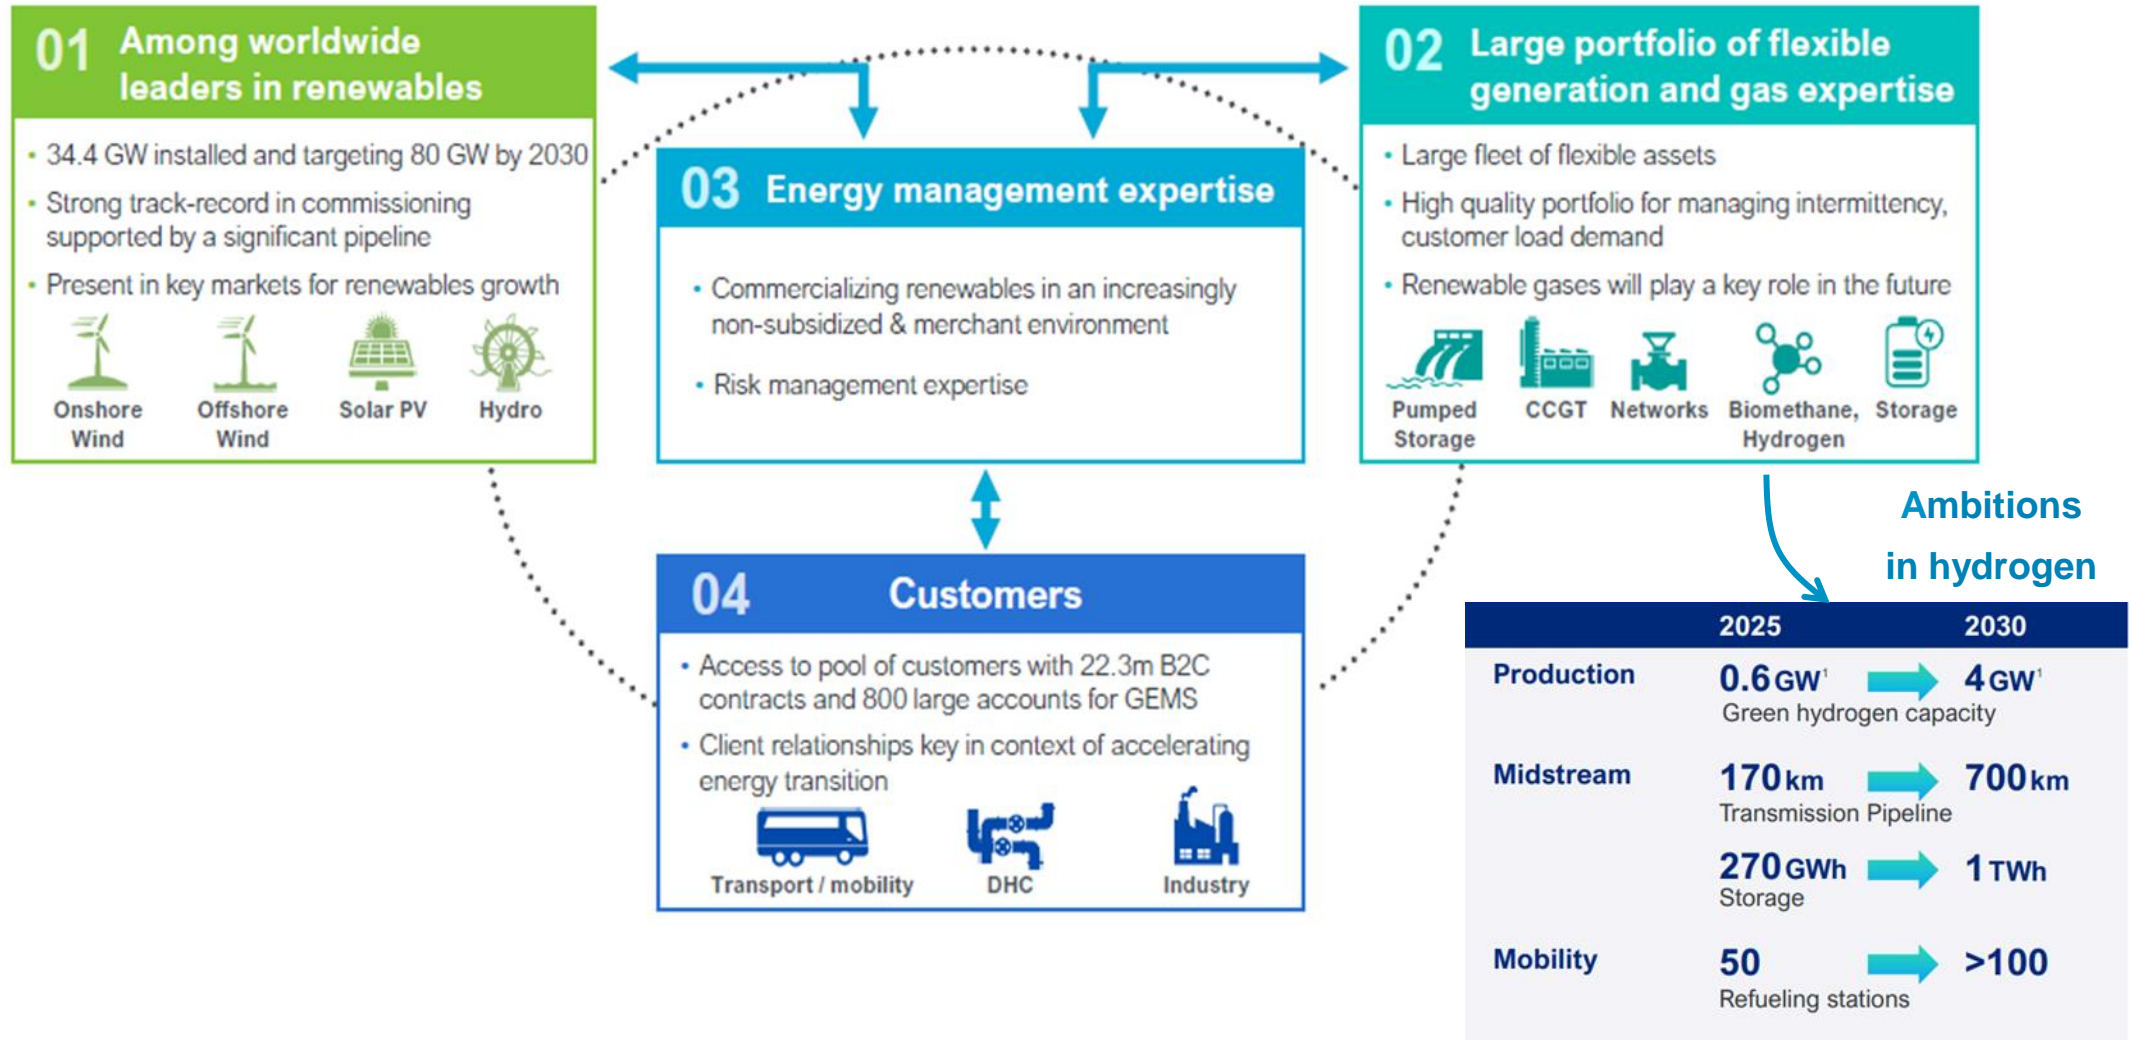 01 Among worldwide
leaders in renewables
• 34.4 GW installed and targeting 80 GW by 2030
• Strong track-record in commissioning
supported by a significant pipeline
• Present in key markets for renewables growth
Onshore
Wind
Offshore
Wind
Solar PV
Hydro
02 Large portfolio of flexible
generation and gas expertise
• Large fleet of flexible assets
• High quality portfolio for managing intermittency,
customer load demand
• Renewable gases will play a key role in the future
Pumped
Storage
CCGT
Networks
Biomethane,
Hydrogen
Storage
03 Energy management expertise
• Commercializing renewables in an increasingly
non-subsidized & merchant environment
• Risk management expertise
04 Customers
• Access to pool of customers with 22.3m B2C
contracts and 800 large accounts for GEMS
• Client relationships key in context of accelerating
energy transition
Transport / mobility
DHC
Industry
Ambitions
in hydrogen
2025 2030
Production 0.6 GW¹ 4 GW¹
Green hydrogen capacity
Midstream 170 km 700 km
Transmission Pipeline
270 GWh 1 TWh
Storage
Mobility 50 >100
Refueling stations